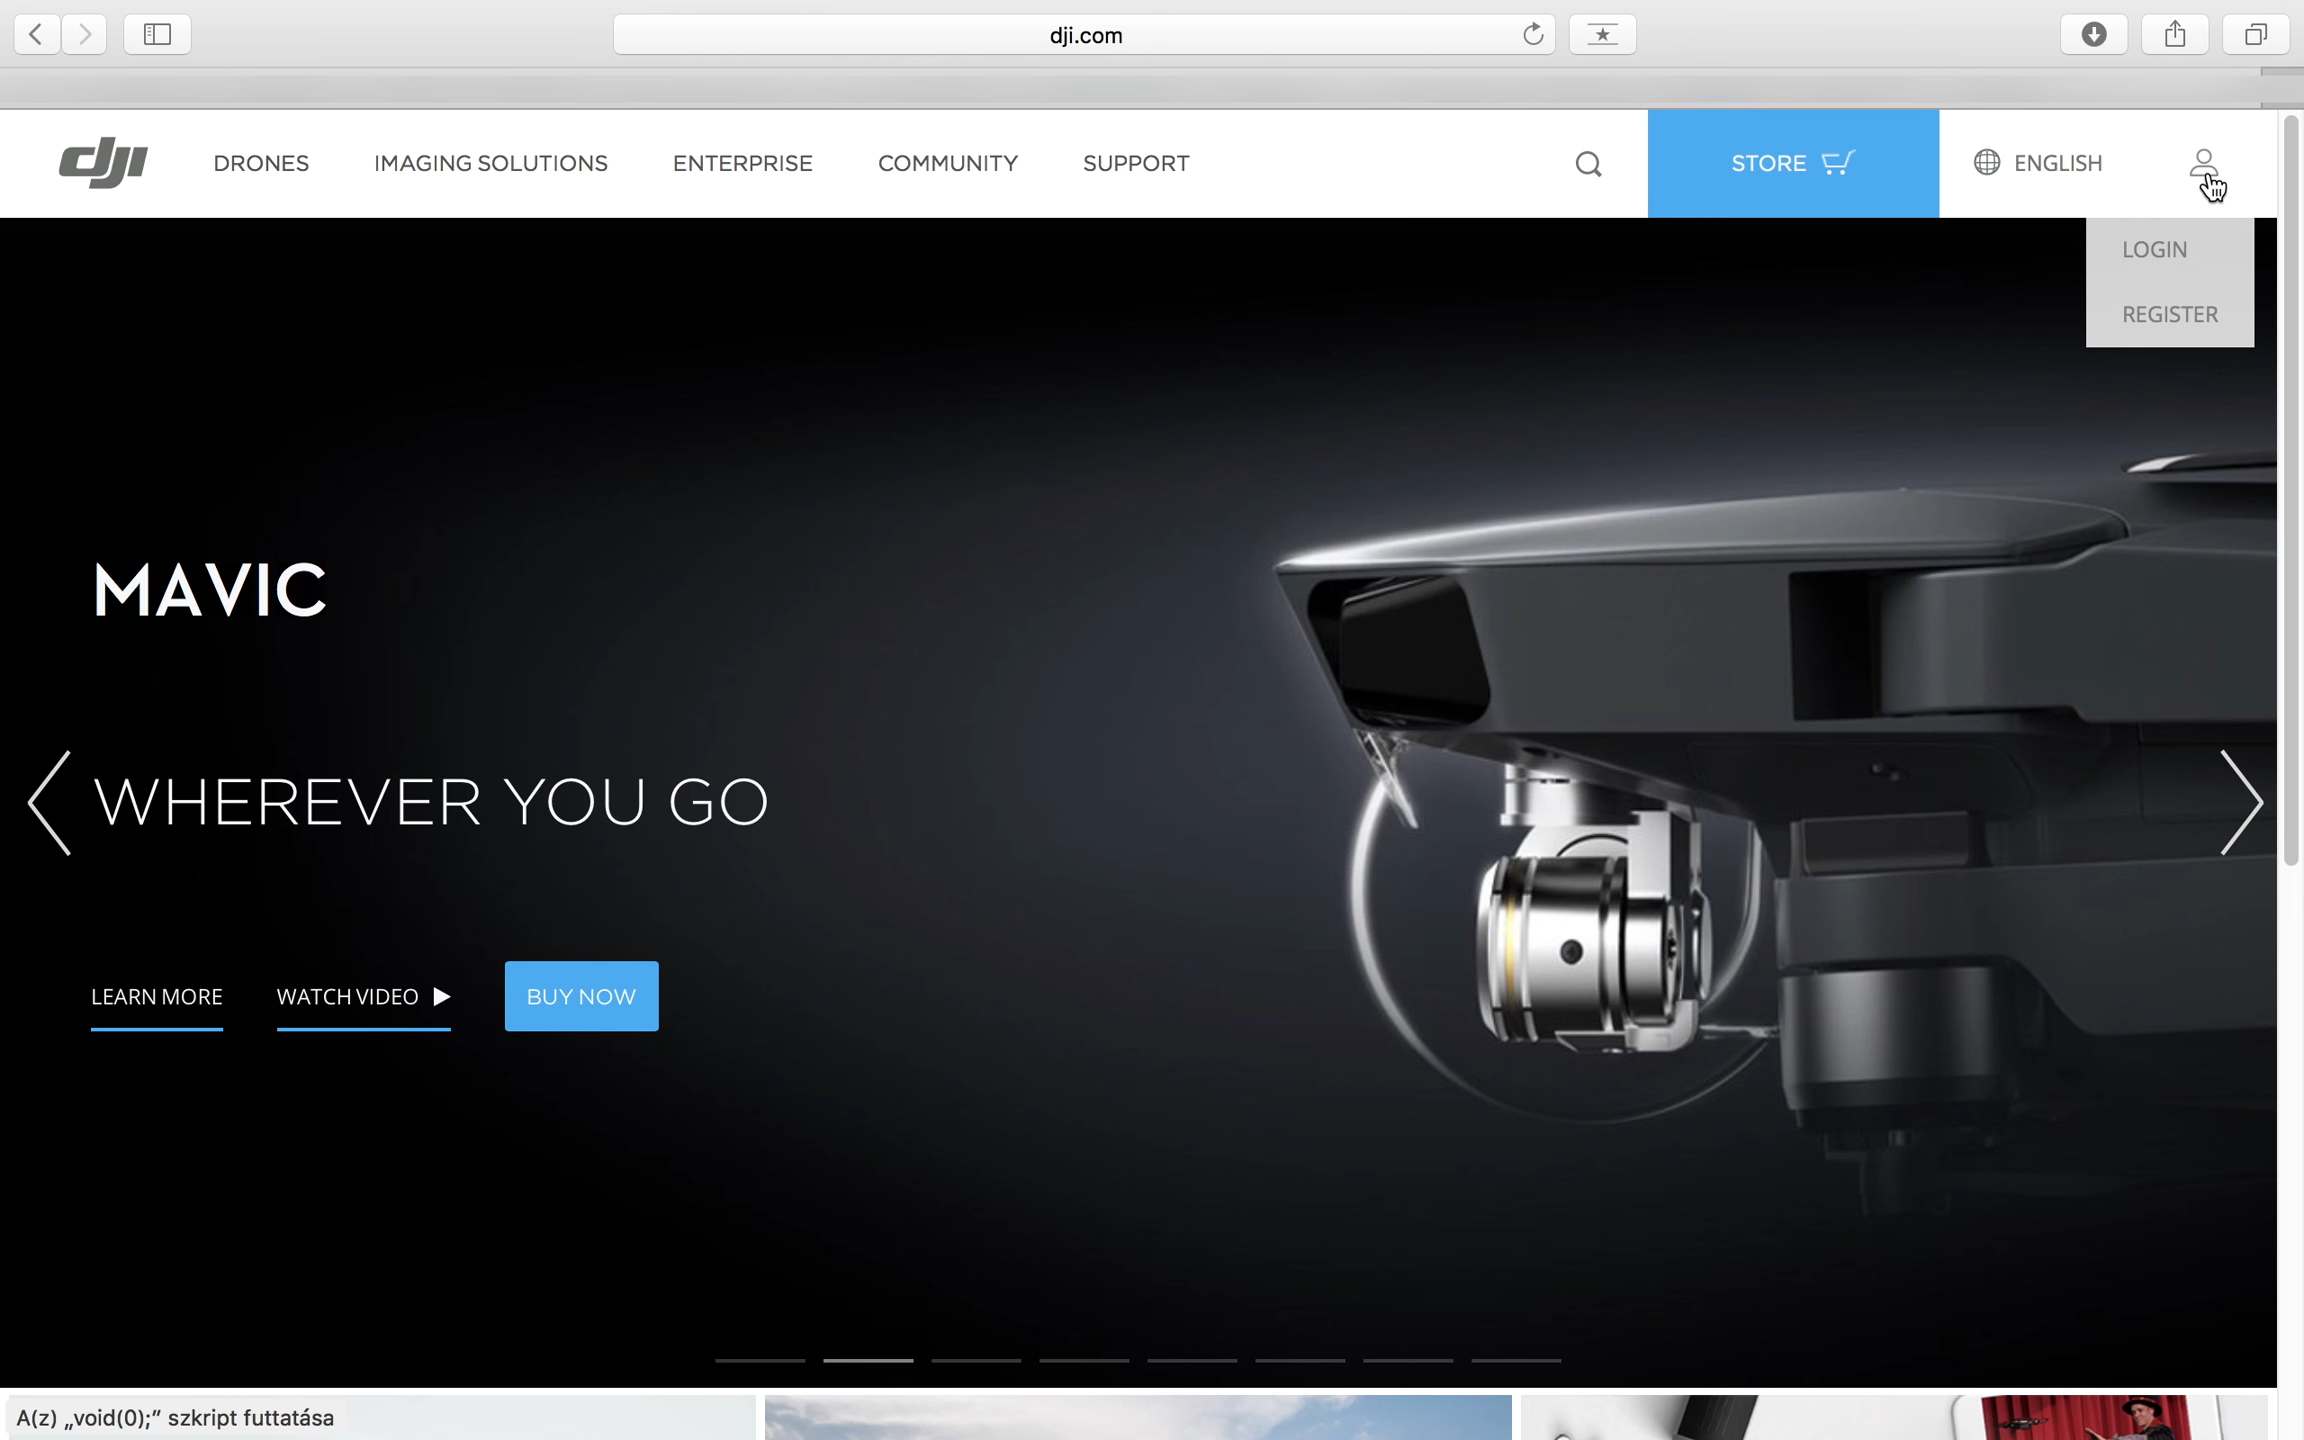 dji.com
dji DRONES IMAGING SOLUTIONS ENTERPRISE COMMUNITY SUPPORT STORE ENGLISH
LOGIN
REGISTER
MAVIC
WHEREVER YOU GO
LEARN MORE WATCH VIDEO BUY NOW
A(z) „void(0);” szkript futtatása